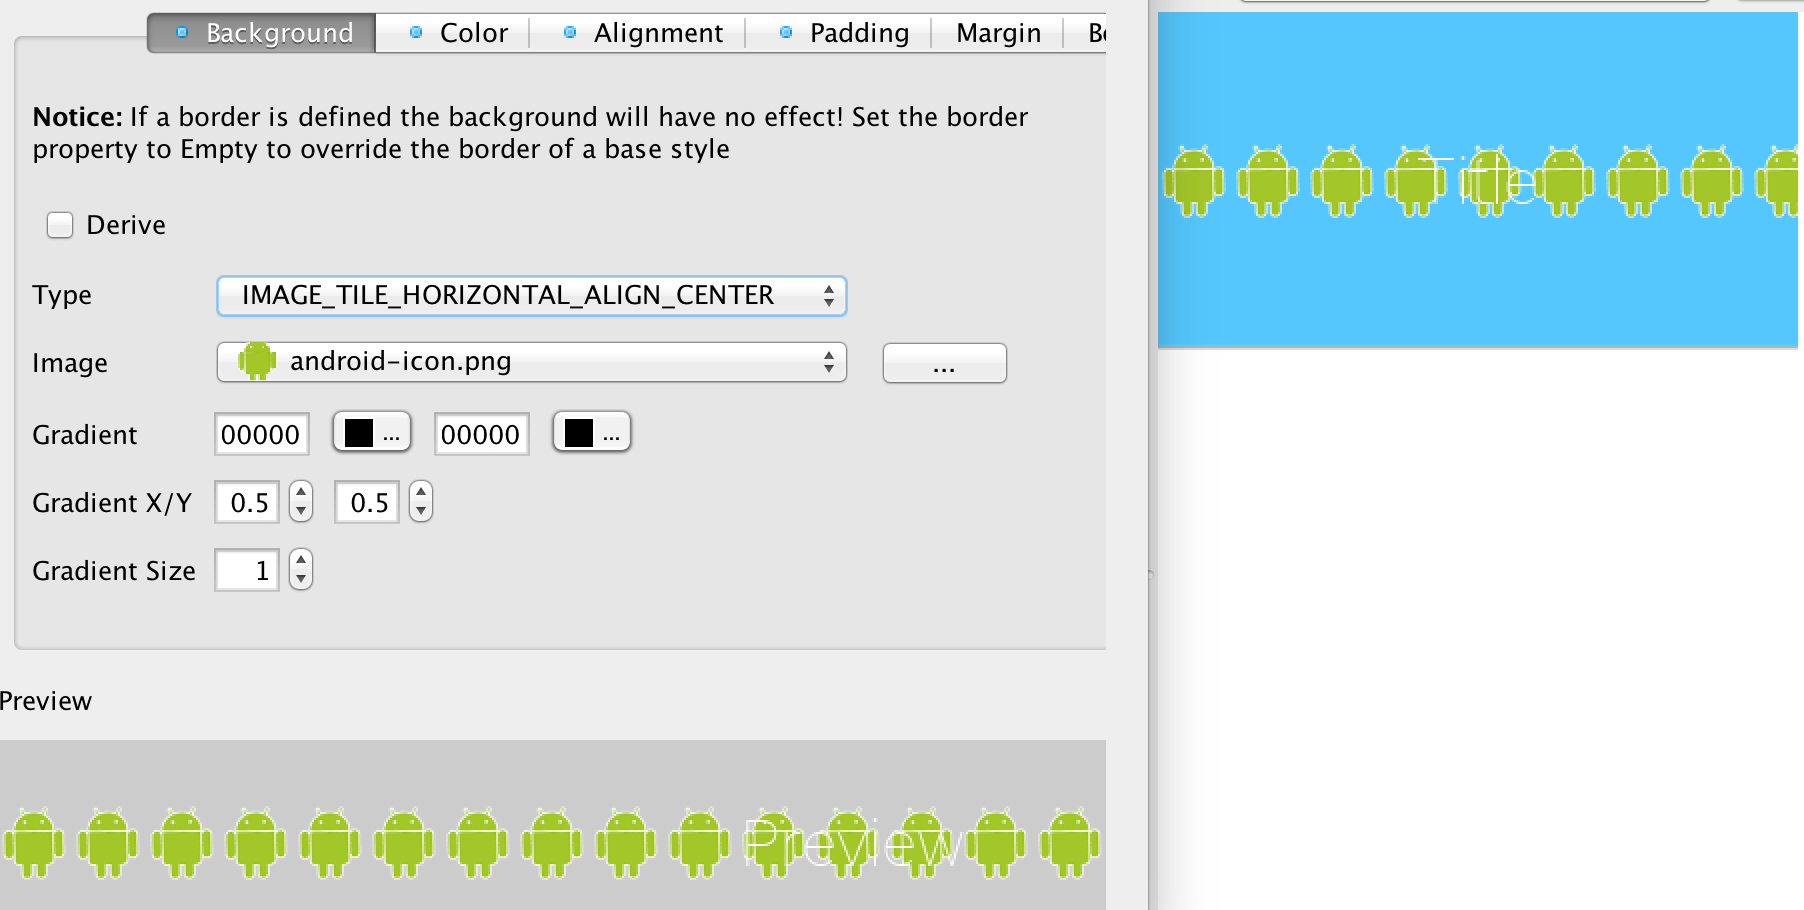 Background Color Alignment Padding Margin
Notice: If a border is defined the background will have no effect! Set the border
property to Empty to override the border of a base style
Derive
Type IMAGE_TILE_HORIZONTAL_ALIGN_CENTER
Image android-icon.png ...
Gradient 00000 ... 00000 ...
Gradient X/Y 0.5 0.5
Gradient Size 1
Preview
Preview
Title